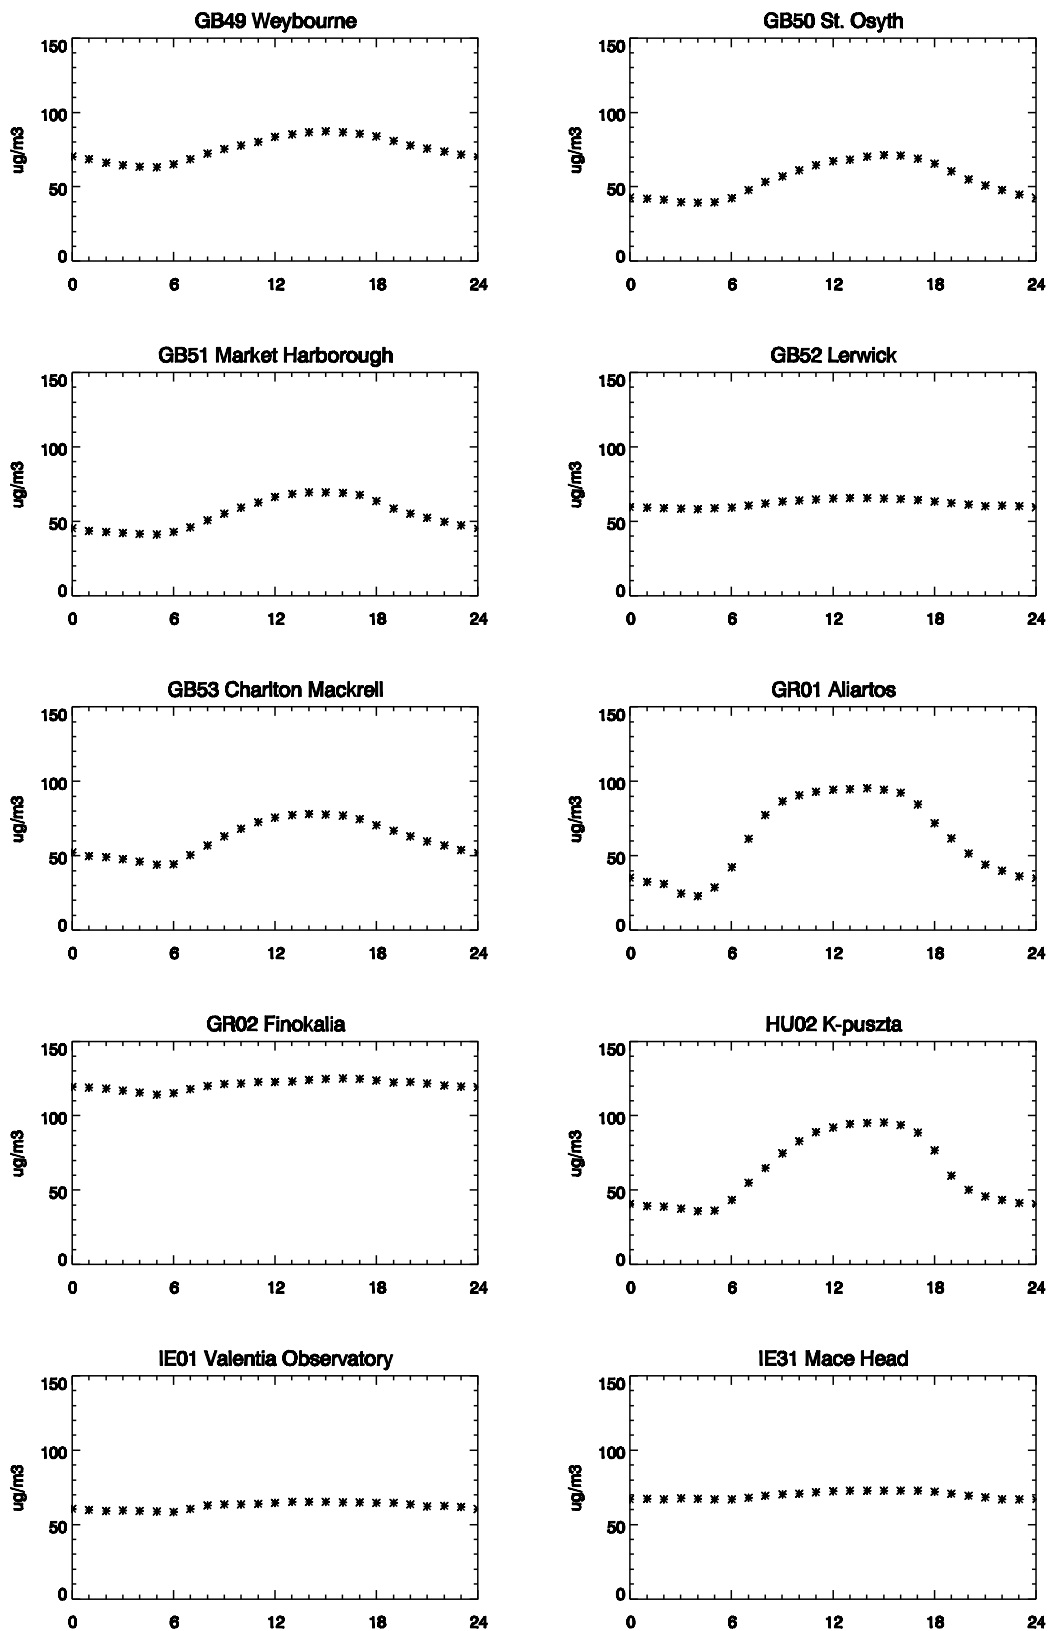 GB49 Weybourne
150
100
50
0
ug/m3
0 6 12 18 24
GB50 St. Osyth
150
100
50
0
ug/m3
0 6 12 18 24
GB51 Market Harborough
150
100
50
0
ug/m3
0 6 12 18 24
GB52 Lerwick
150
100
50
0
ug/m3
0 6 12 18 24
GB53 Charlton Mackrell
150
100
50
0
ug/m3
0 6 12 18 24
GR01 Aliartos
150
100
50
0
ug/m3
0 6 12 18 24
GR02 Finokalia
150
100
50
0
ug/m3
0 6 12 18 24
HU02 K-puszta
150
100
50
0
ug/m3
0 6 12 18 24
IE01 Valentia Observatory
150
100
50
0
ug/m3
0 6 12 18 24
IE31 Mace Head
150
100
50
0
ug/m3
0 6 12 18 24